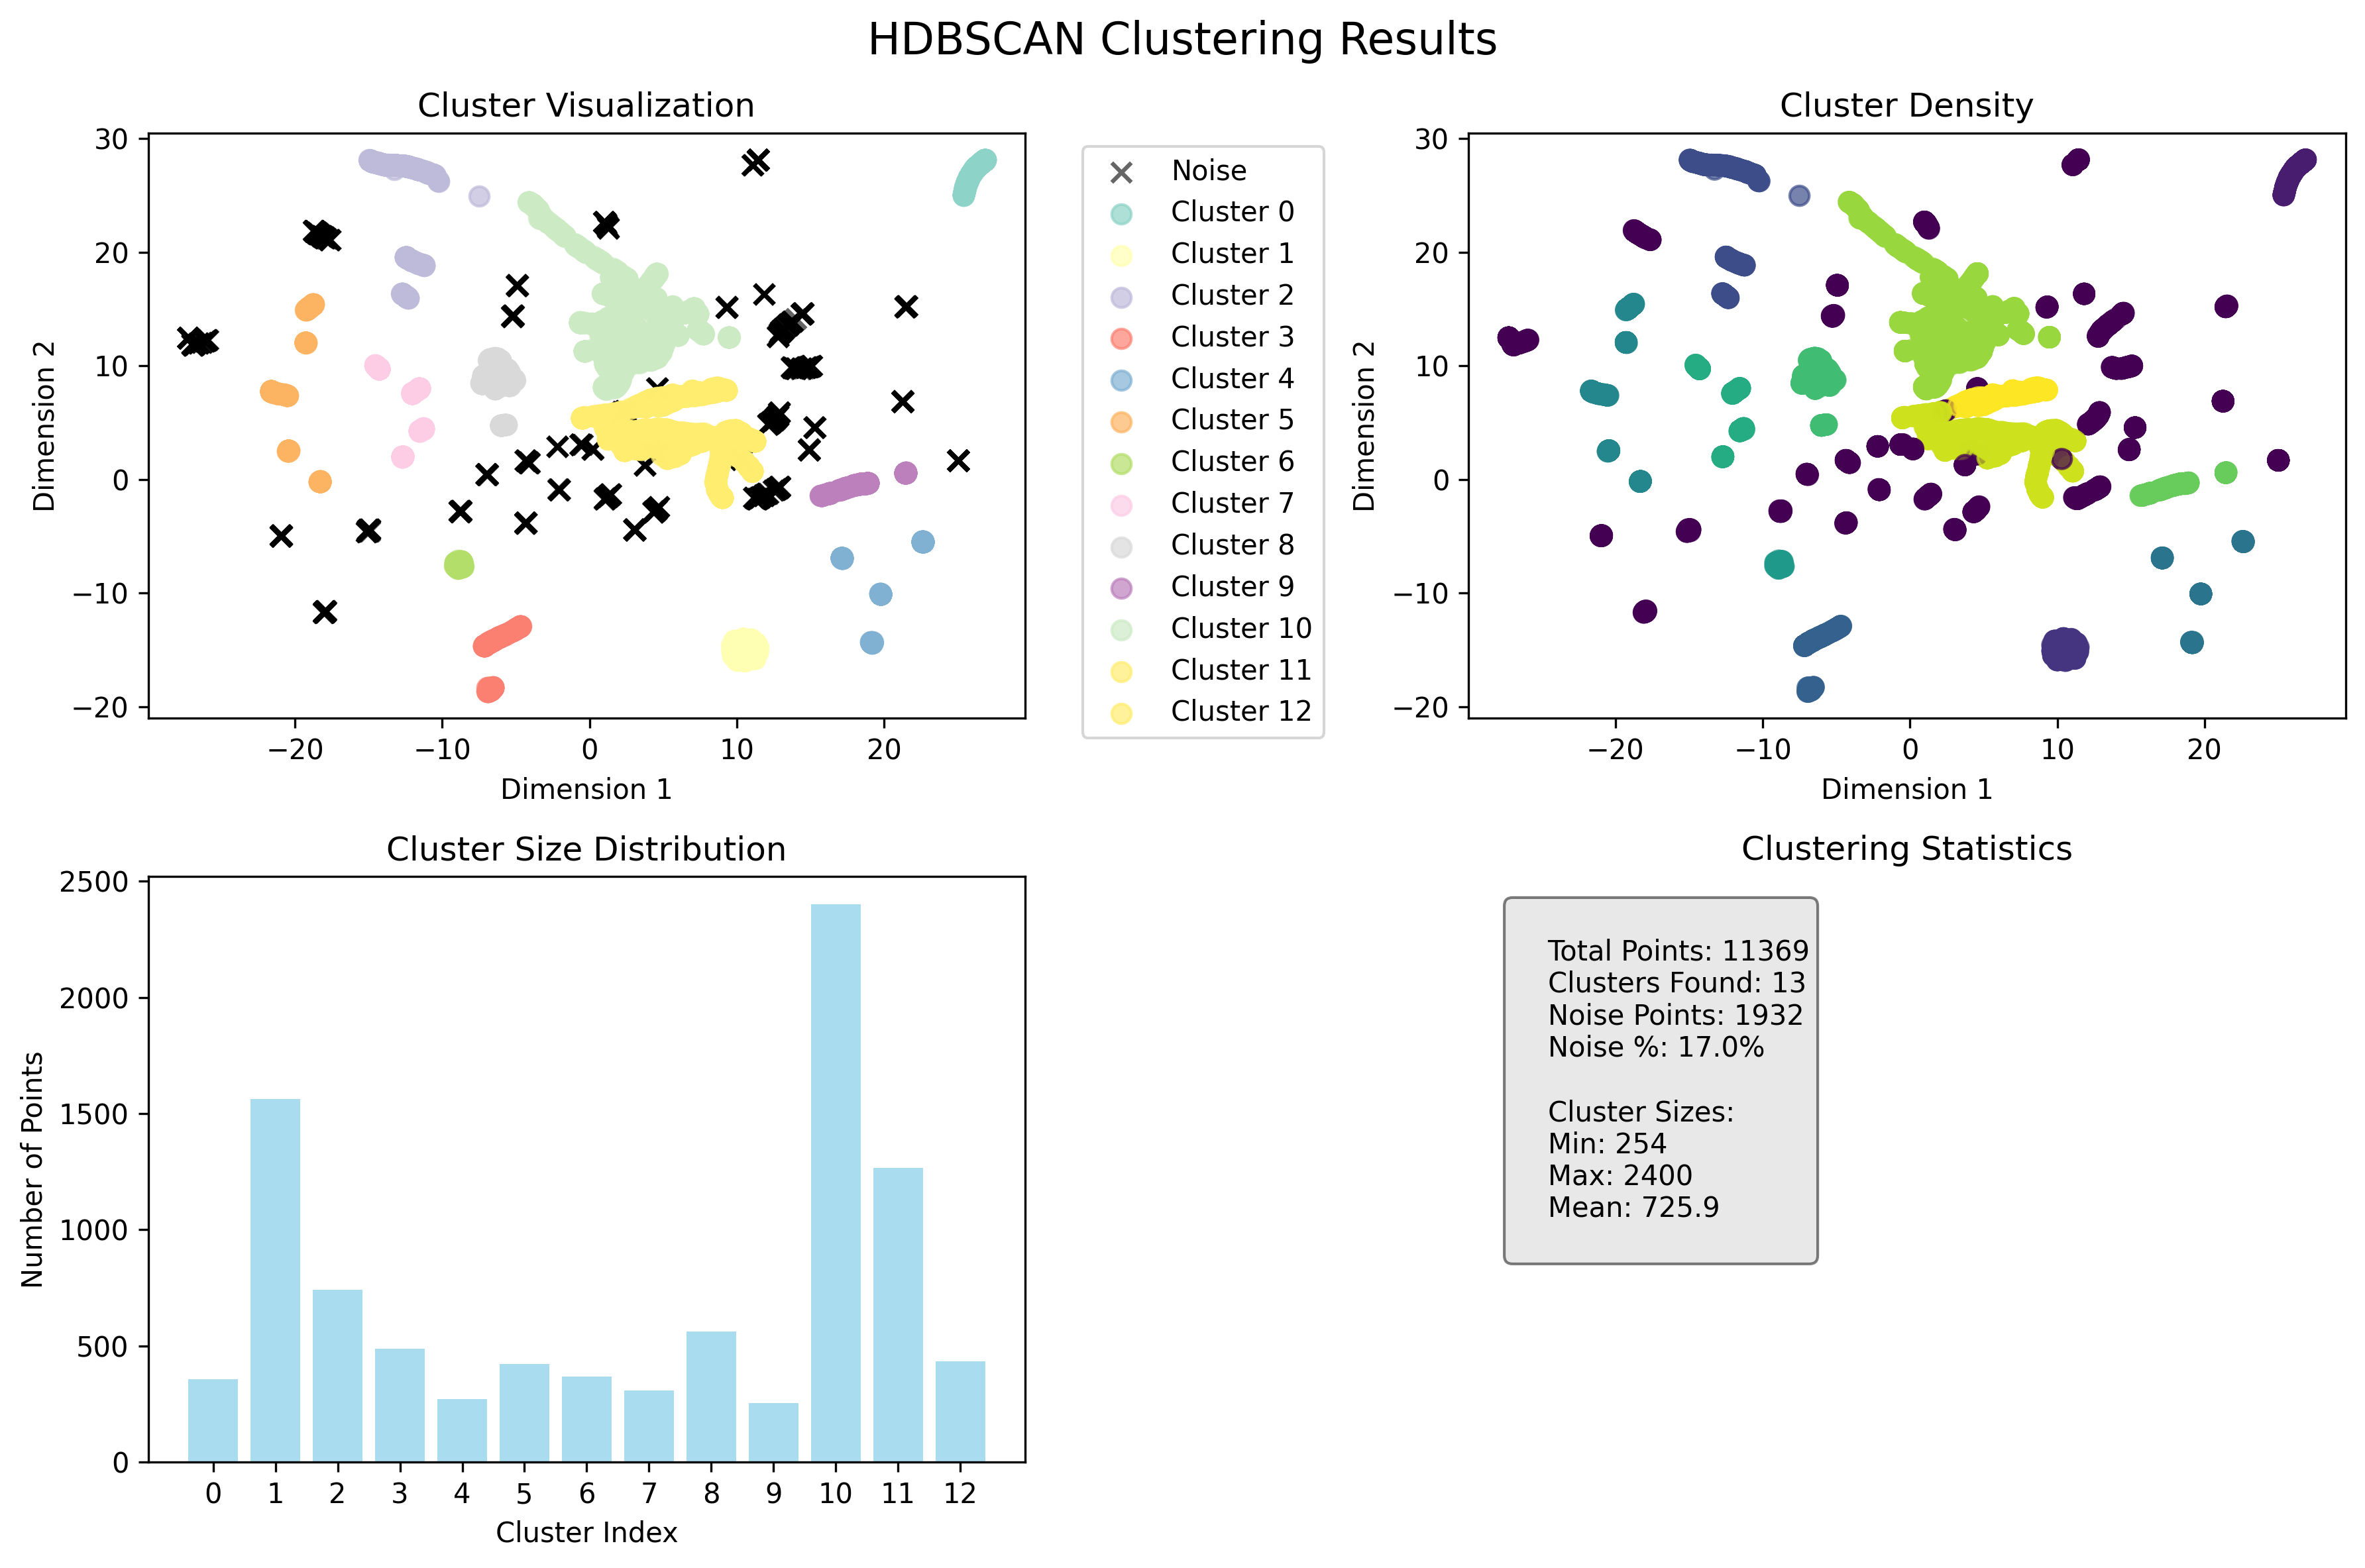 HDBSCAN Clustering Results
Cluster Visualization
30
20
10
0
−10
−20
Dimension 2
−20
−10
0
10
20
Dimension 1
Noise
Cluster 0
Cluster 1
Cluster 2
Cluster 3
Cluster 4
Cluster 5
Cluster 6
Cluster 7
Cluster 8
Cluster 9
Cluster 10
Cluster 11
Cluster 12
Cluster Density
30
20
10
0
−10
−20
Dimension 2
−20
−10
0
10
20
Dimension 1
Cluster Size Distribution
2500
2000
1500
1000
500
0
Number of Points
0
1
2
3
4
5
6
7
8
9
10
11
12
Cluster Index
Clustering Statistics
Total Points: 11369
Clusters Found: 13
Noise Points: 1932
Noise %: 17.0%
Cluster Sizes:
Min: 254
Max: 2400
Mean: 725.9